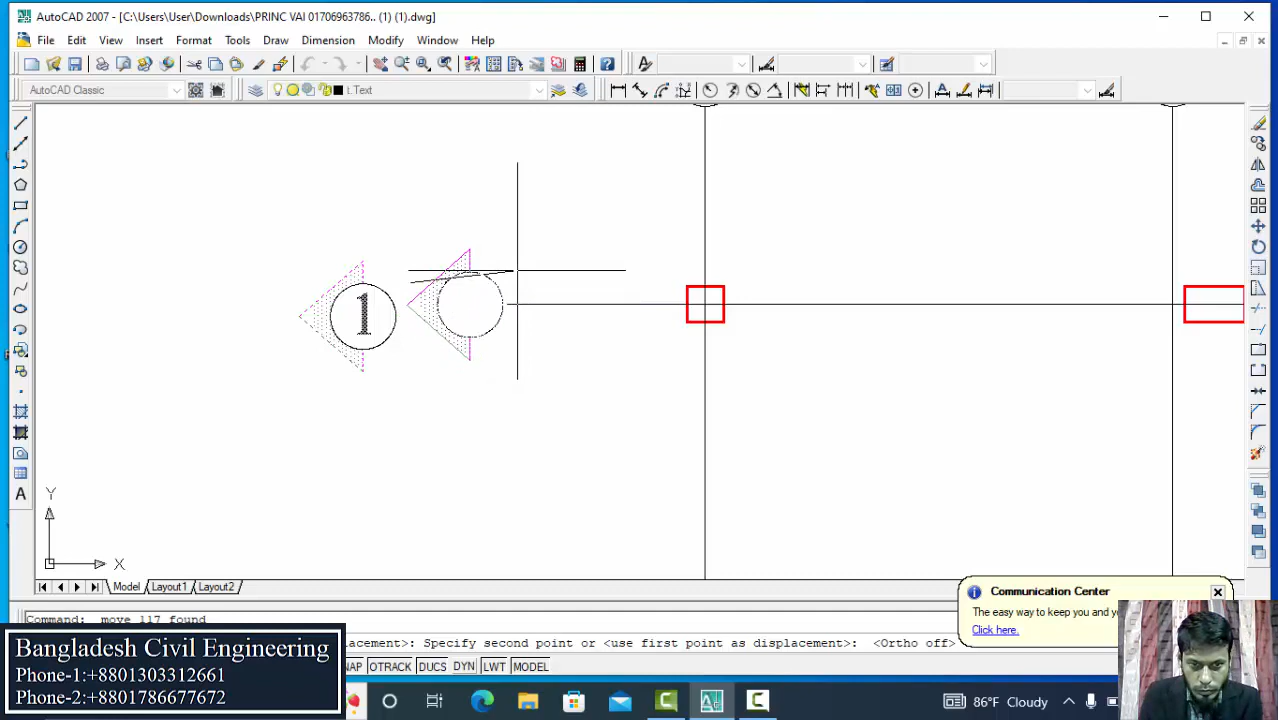 AutoCAD 2007 - [C:\Users\User\Downloads\PRINC VAI 01706963786.. (1) (1).dwg]
File Edit View Insert Format Tools Draw Dimension Modify Window Help
AutoCAD Classic t.Text
1
Y
X
Model Layout1 Layout2
Communication Center
The easy way to keep you and yo
Click here.
Command: move 117 found
placement>: Specify second point or <use first point as displacement>: <Ortho off>
NAP OTRACK DUCS DYN LWT MODEL
Bangladesh Civil Engineering
Phone-1:+8801303312661
Phone-2:+8801786677672
86°F Cloudy